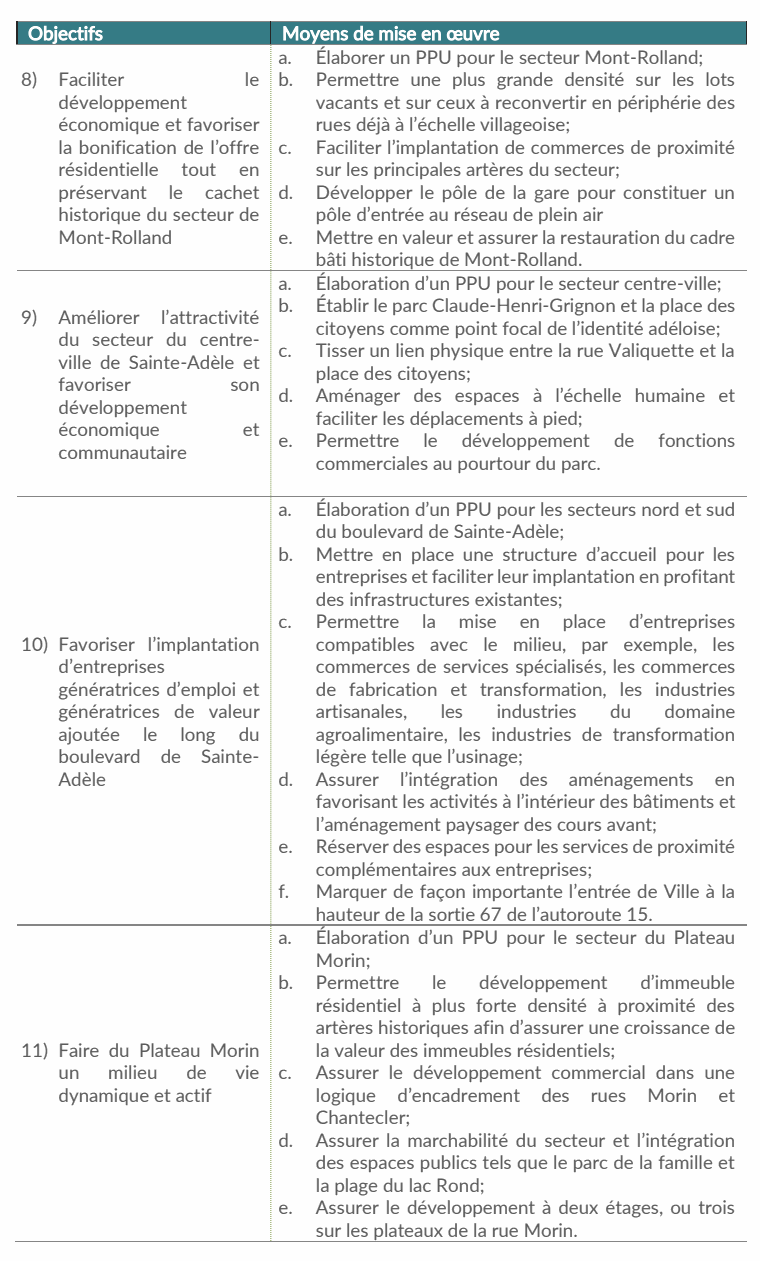 Objectifs
Moyens de mise en œuvre
8) Faciliter le
développement
économique et favoriser
la bonification de l'offre
résidentielle tout en
préservant le cachet
historique du secteur de
Mont-Rolland
a. Élaborer un PPU pour le secteur Mont-Rolland;
b. Permettre une plus grande densité sur les lots
vacants et sur ceux à reconvertir en périphérie des
rues déjà à l'échelle villageoise;
c. Faciliter l'implantation de commerces de proximité
sur les principales artères du secteur;
d. Développer le pôle de la gare pour constituer un
pôle d'entrée au réseau de plein air
e. Mettre en valeur et assurer la restauration du cadre
bâti historique de Mont-Rolland.
9) Améliorer l'attractivité
du secteur du centre-
ville de Sainte-Adèle et
favoriser son
développement
économique et
communautaire
a. Élaboration d'un PPU pour le secteur centre-ville;
b. Établir le parc Claude-Henri-Grignon et la place des
citoyens comme point focal de l'identité adéloise;
c. Tisser un lien physique entre la rue Valiquette et la
place des citoyens;
d. Aménager des espaces à l'échelle humaine et
faciliter les déplacements à pied;
e. Permettre le développement de fonctions
commerciales au pourtour du parc.
10) Favoriser l'implantation
d'entreprises
génératrices d'emploi et
génératrices de valeur
ajoutée le long du
boulevard de Sainte-
Adèle
a. Élaboration d'un PPU pour les secteurs nord et sud
du boulevard de Sainte-Adèle;
b. Mettre en place une structure d'accueil pour les
entreprises et faciliter leur implantation en profitant
des infrastructures existantes;
c. Permettre la mise en place d'entreprises
compatibles avec le milieu, par exemple, les
commerces de services spécialisés, les commerces
de fabrication et transformation, les industries
artisanales, les industries du domaine
agroalimentaire, les industries de transformation
légère telle que l'usinage;
d. Assurer l'intégration des aménagements en
favorisant les activités à l'intérieur des bâtiments et
l'aménagement paysager des cours avant;
e. Réserver des espaces pour les services de proximité
complémentaires aux entreprises;
f. Marquer de façon importante l'entrée de Ville à la
hauteur de la sortie 67 de l'autoroute 15.
11) Faire du Plateau Morin
un milieu de vie
dynamique et actif
a. Élaboration d'un PPU pour le secteur du Plateau
Morin;
b. Permettre le développement d'immeuble
résidentiel à plus forte densité à proximité des
artères historiques afin d'assurer une croissance de
la valeur des immeubles résidentiels;
c. Assurer le développement commercial dans une
logique d'encadrement des rues Morin et
Chantecler;
d. Assurer la marchabilité du secteur et l'intégration
des espaces publics tels que le parc de la famille et
la plage du lac Rond;
e. Assurer le développement à deux étages, ou trois
sur les plateaux de la rue Morin.